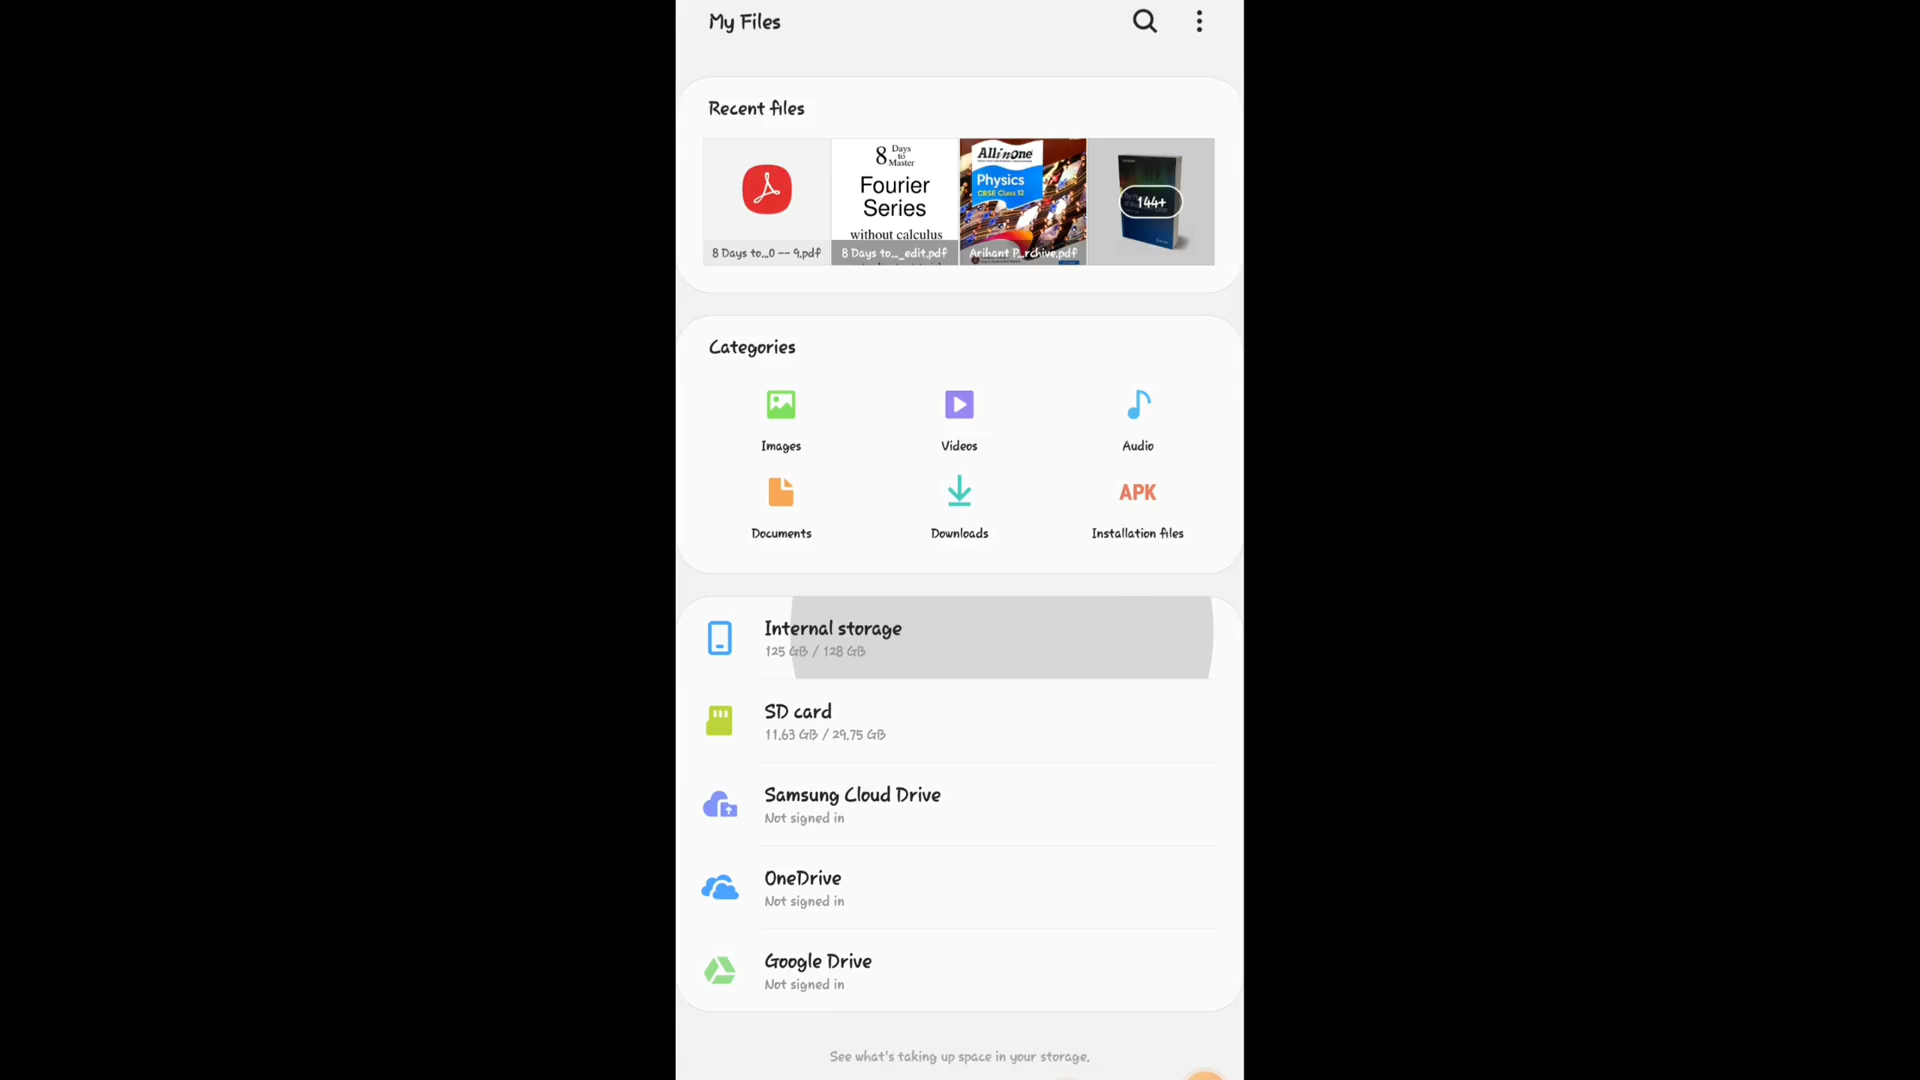 My Files
Recent files
8 Days to...0 -- 9.pdf
8 Days to Master
Fourier
Series
without calculus
8 Days to..._edit.pdf
All in One
Physics
CBSE Class 12
Arihant P...rchive.pdf
144+
Categories
Images
Videos
Audio
Documents
Downloads
APK
Installation files
Internal storage
125 GB / 128 GB
SD card
11.63 GB / 29.75 GB
Samsung Cloud Drive
Not signed in
OneDrive
Not signed in
Google Drive
Not signed in
See what's taking up space in your storage.